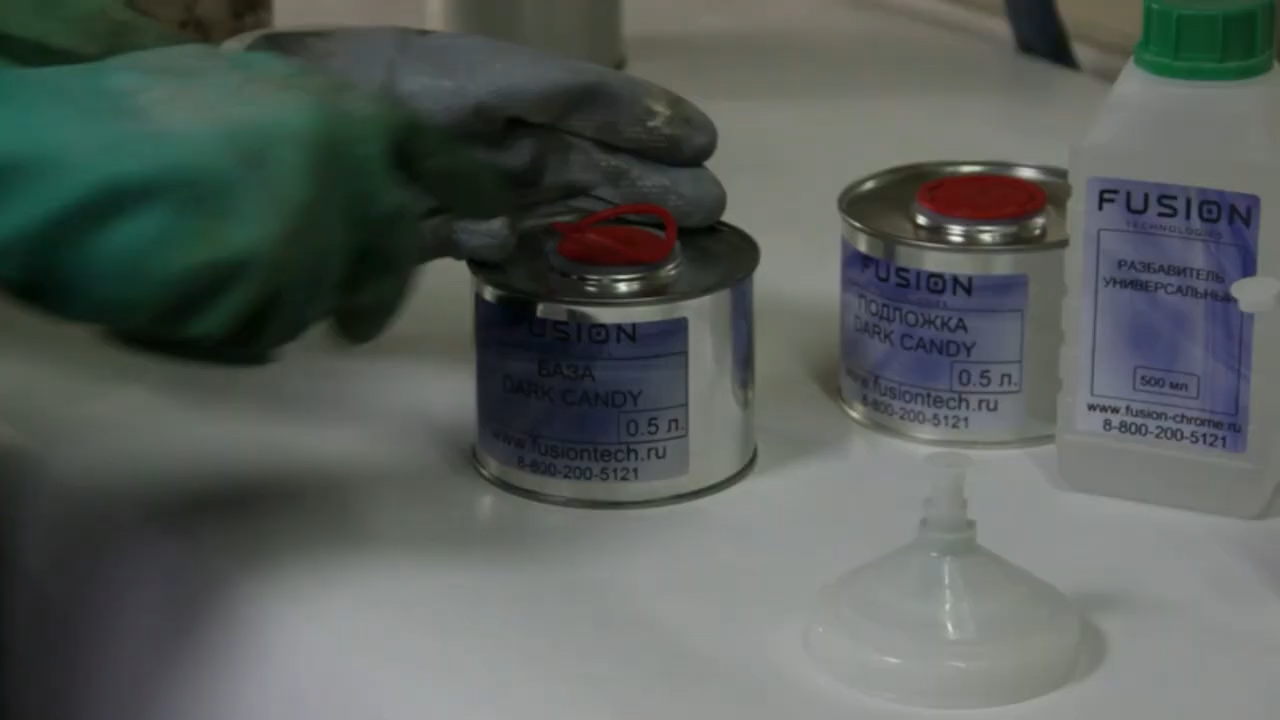 FUSION
БАЗА
DARK CANDY
0.5 л.
www.fusiontech.ru
8-800-200-5121
FUSION
ПОДЛОЖКА
DARK CANDY
0.5 л.
www.fusiontech.ru
8-800-200-5121
FUSION
TECHNOLOGIES
РАЗБАВИТЕЛЬ
УНИВЕРСАЛЬНЫЙ
500 мл
www.fusion-chrome.ru
8-800-200-5121